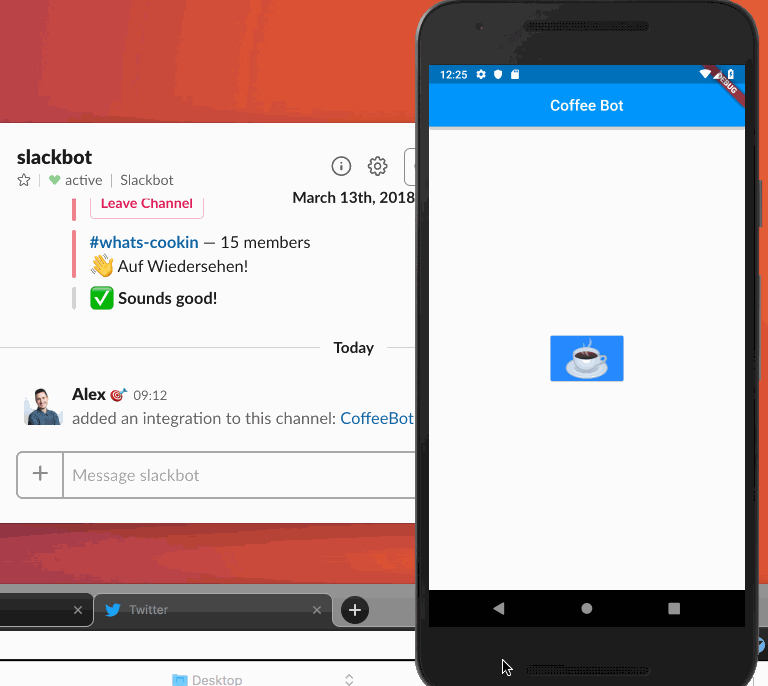 slackbot
active | Slackbot
Leave Channel
March 13th, 2018
#whats-cookin — 15 members
Auf Wiedersehen!
Sounds good!
Today
Alex 09:12
added an integration to this channel: CoffeeBot
Message slackbot
Twitter
Desktop
12:25
DEBUG
Coffee Bot